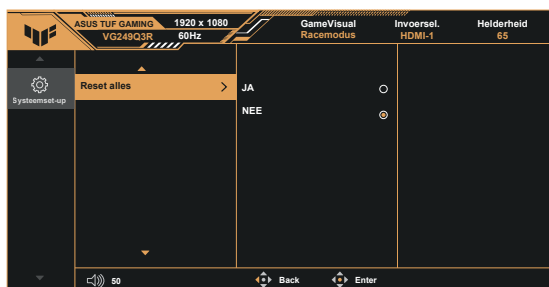 ASUS TUF GAMING 1920 x 1080 GameVisual Invoersel. Helderheid
VG249Q3R 60Hz Racemodus HDMI-1 65
Systeemset-up
Reset alles
JA
NEE
50 Back Enter